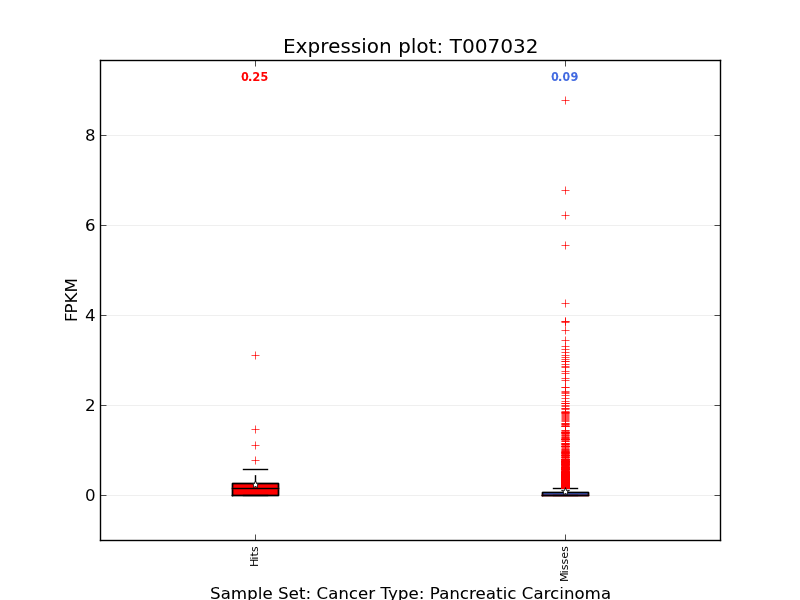 Expression plot: T007032
0.25
0.09
8
6
4
2
0
FPKM
Hits
Misses
Sample Set: Cancer Type: Pancreatic Carcinoma